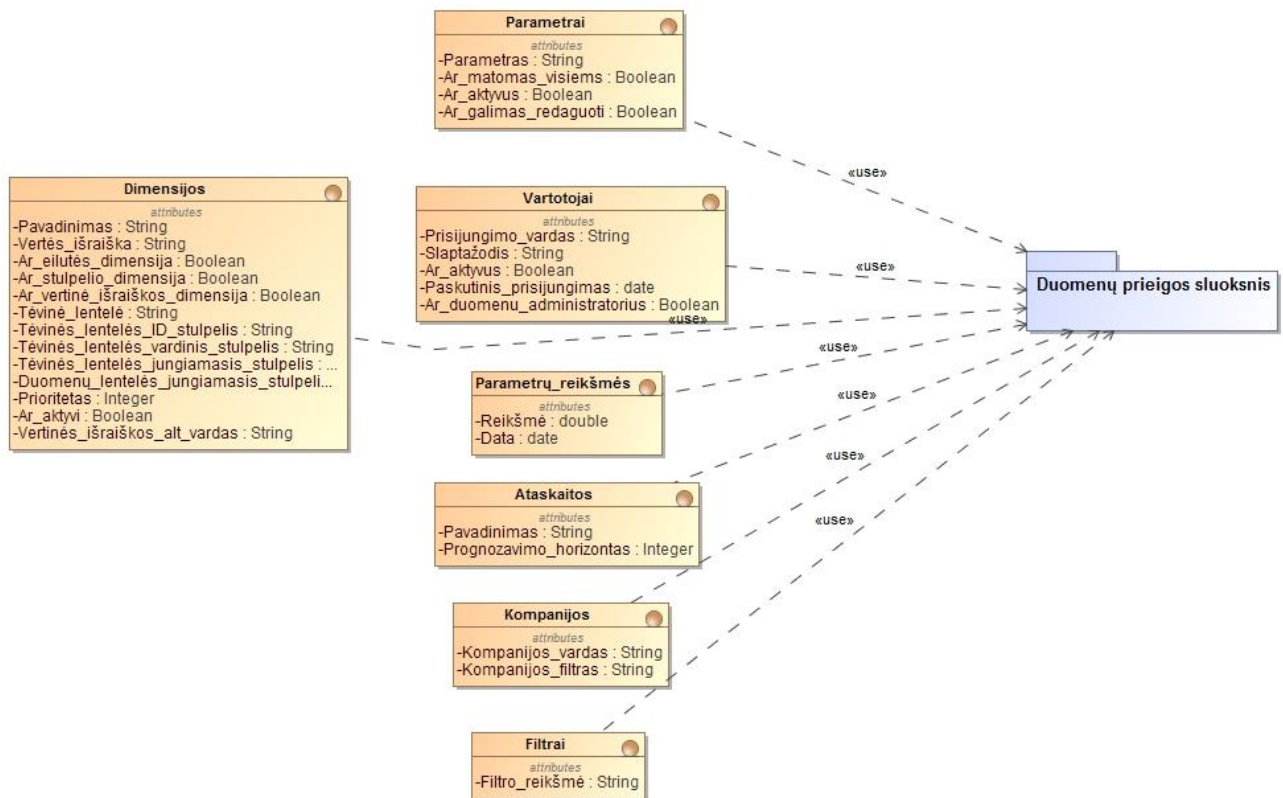 Parametrai
attributes
-Parametras : String
-Ar_matomas_visiems : Boolean
-Ar_aktyvus : Boolean
-Ar_galimas_redaguoti : Boolean
«use»
Dimensijos
attributes
-Pavadinimas : String
-Vertės_išraiška : String
-Ar_eilutės_dimensija : Boolean
-Ar_stulpelio_dimensija : Boolean
-Ar_vertinė_išraiškos_dimensija : Boolean
-Tėvinė_lentelė : String
-Tėvinės_lentelės_ID_stulpelis : String
-Tėvinės_lentelės_vardinis_stulpelis : String
-Tėvinės_lentelės_jungiamasis_stulpelis : ...
-Duomenų_lentelės_jungiamasis_stulpeli...
-Prioritetas : Integer
-Ar_aktyvi : Boolean
-Vertinės_išraiškos_alt_vardas : String
«use»
Vartotojai
attributes
-Prisijungimo_vardas : String
-Slaptažodis : String
-Ar_aktyvus : Boolean
-Paskutinis_prisijungimas : date
-Ar_duomenu_administratorius : Boolean
«use»
Duomenų prieigos sluoksnis
Parametrų_reikšmės
attributes
-Reikšmė : double
-Data : date
«use»
Ataskaitos
attributes
-Pavadinimas : String
-Prognozavimo_horizontas : Integer
«use»
Kompanijos
attributes
-Kompanijos_vardas : String
-Kompanijos_filtras : String
«use»
Filtrai
attributes
-Filtro_reikšmė : String
«use»